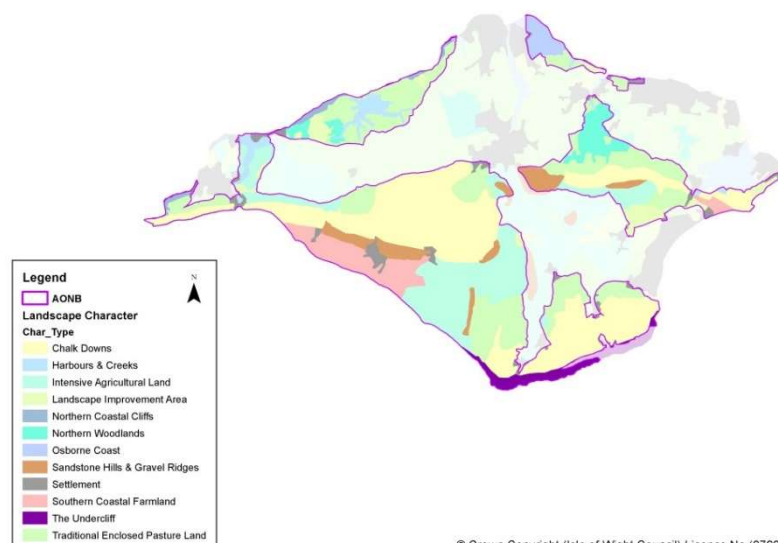 Legend
N
AONB
Landscape Character
Char_Type
Chalk Downs
Harbours & Creeks
Intensive Agricultural Land
Landscape Improvement Area
Northern Coastal Cliffs
Northern Woodlands
Osborne Coast
Sandstone Hills & Gravel Ridges
Settlement
Southern Coastal Farmland
The Undercliff
Traditional Enclosed Pasture Land